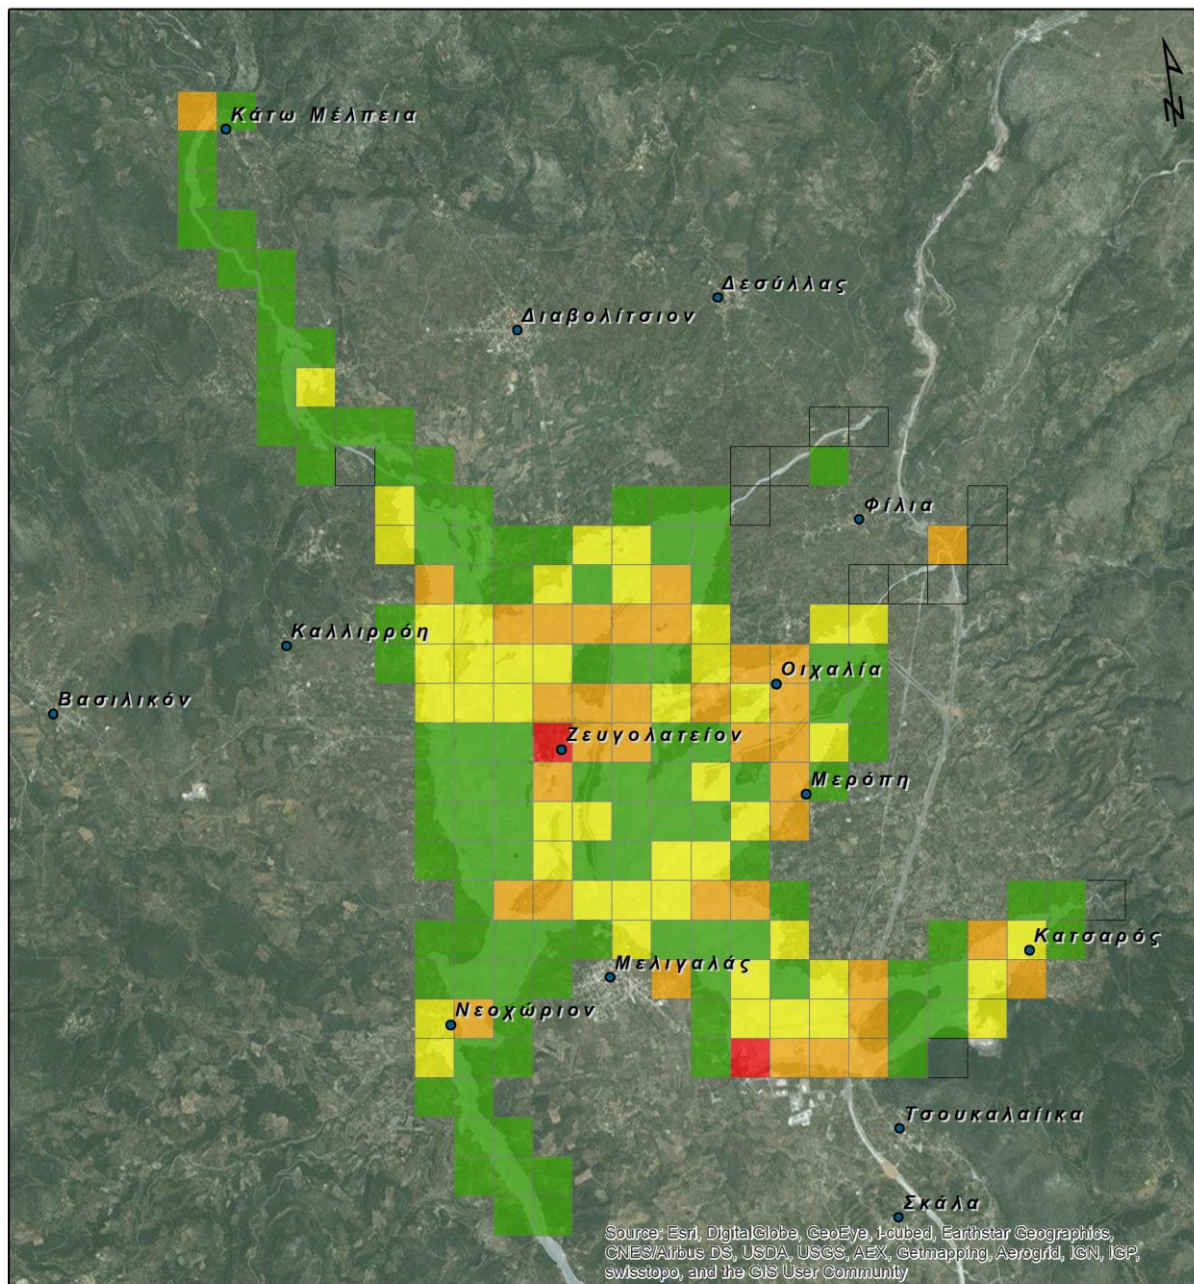 N
Κάτω Μέλπεια
Δεσύλλας
Διαβολίτσιον
Φίλια
Καλλιρρόη
Οιχαλία
Βασιλικόν
Ζευγολατείον
Μερόπη
Κατσαρός
Μελιγαλάς
Νεοχώριον
Τσουκαλαίικα
Σκάλα
Source: Esri, DigitalGlobe, GeoEye, i-cubed, Earthstar Geographics,
CNES/Airbus DS, USDA, USGS, AEX, Getmapping, Aerogrid, IGN, IGP,
swisstopo, and the GIS User Community